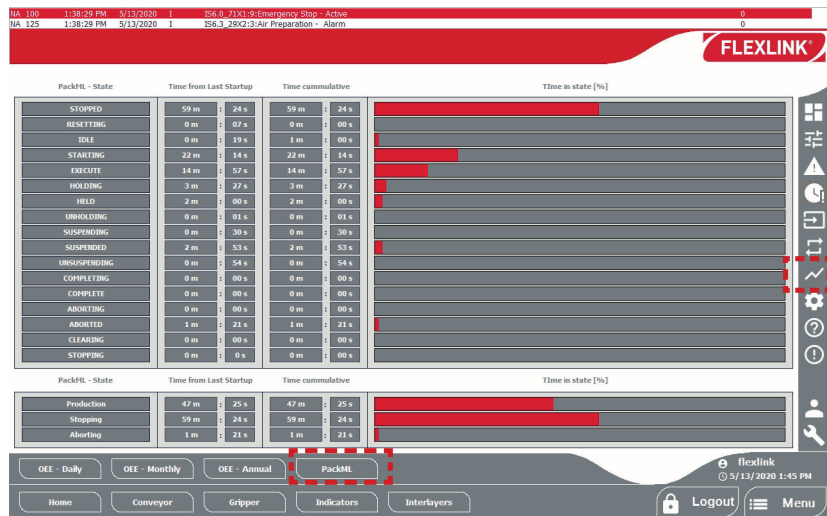 NA 100 1:38:29 PM 5/13/2020 I IS6.0_71X1:9:Emergency Stop - Active 0
NA 125 1:38:29 PM 5/13/2020 I IS6.3_29X2:3:Air Preparation - Alarm 0
FLEXLINK®
PackML - State Time from Last Startup Time cummulative TIme in state [%]
STOPPED 59 m : 24 s 59 m : 24 s
RESETTING 0 m : 07 s 0 m : 00 s
IDLE 0 m : 19 s 1 m : 00 s
STARTING 22 m : 14 s 22 m : 14 s
EXECUTE 14 m : 57 s 14 m : 57 s
HOLDING 3 m : 27 s 3 m : 27 s
HELD 2 m : 00 s 2 m : 00 s
UNHOLDING 0 m : 01 s 0 m : 01 s
SUSPENDING 0 m : 30 s 0 m : 30 s
SUSPENDED 2 m : 53 s 2 m : 53 s
UNSUSPENDING 0 m : 54 s 0 m : 54 s
COMPLETING 0 m : 00 s 0 m : 00 s
COMPLETE 0 m : 00 s 0 m : 00 s
ABORTING 0 m : 00 s 0 m : 00 s
ABORTED 1 m : 21 s 1 m : 21 s
CLEARING 0 m : 00 s 0 m : 00 s
STOPPING 0 m : 0 s 0 m : 00 s
PackML - State Time from Last Startup Time cummulative TIme in state [%]
Production 47 m : 25 s 47 m : 25 s
Stopping 59 m : 24 s 59 m : 24 s
Aborting 1 m : 21 s 1 m : 21 s
OEE - Daily OEE - Monthly OEE - Annual PackML
flexlink
5/13/2020 1:45 PM
Home Conveyor Gripper Indicators Interlayers Logout Menu